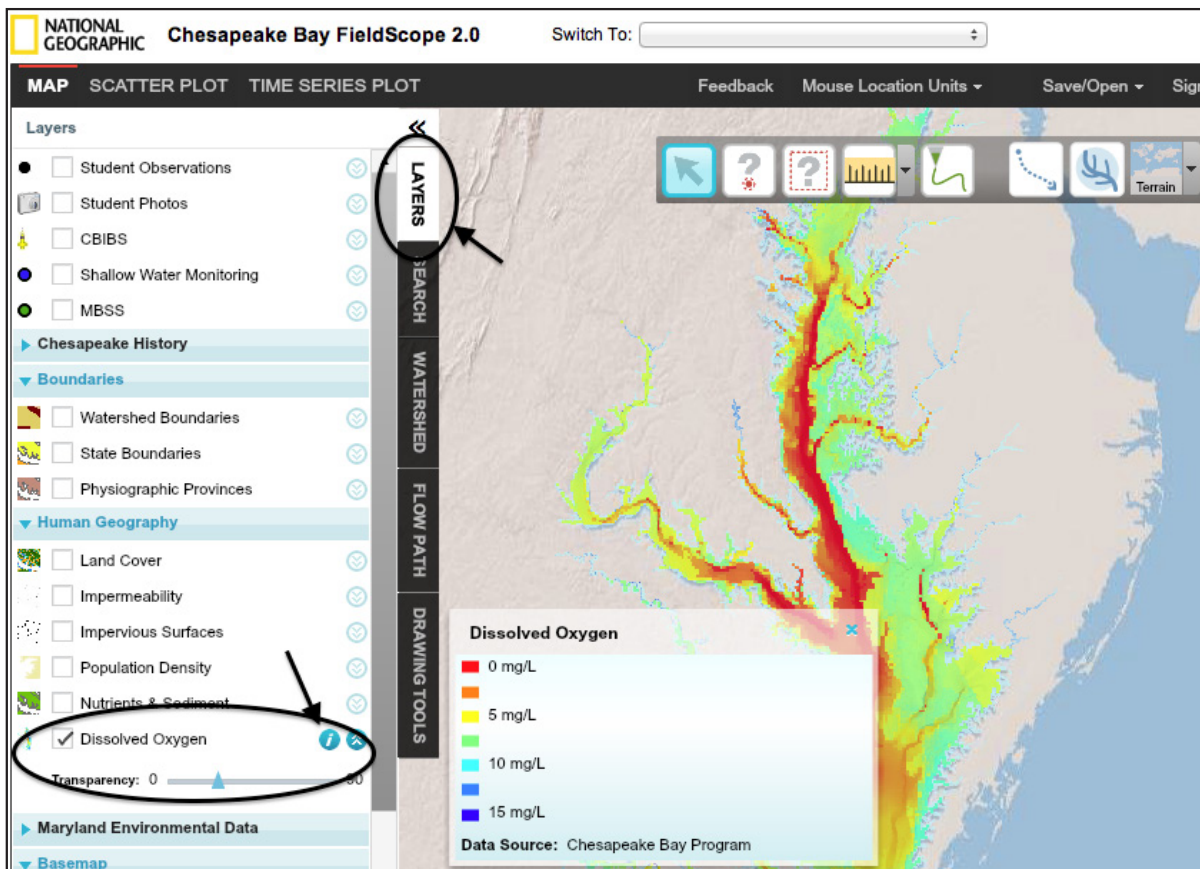 NATIONAL
GEOGRAPHIC
Chesapeake Bay FieldScope 2.0
Switch To:
MAP SCATTER PLOT TIME SERIES PLOT
Feedback Mouse Location Units Save/Open
Layers
Student Observations
Student Photos
CBIBS
Shallow Water Monitoring
MBSS
Chesapeake History
Boundaries
Watershed Boundaries
State Boundaries
Physiographic Provinces
Human Geography
Land Cover
Impermeability
Impervious Surfaces
Population Density
Nutrients & Sediment
Dissolved Oxygen
Transparency: 0
Maryland Environmental Data
Basemap
LAYERS
SEARCH
WATERSHED
FLOW PATH
DRAWING TOOLS
Terrain
Dissolved Oxygen
0 mg/L
5 mg/L
10 mg/L
15 mg/L
Data Source: Chesapeake Bay Program